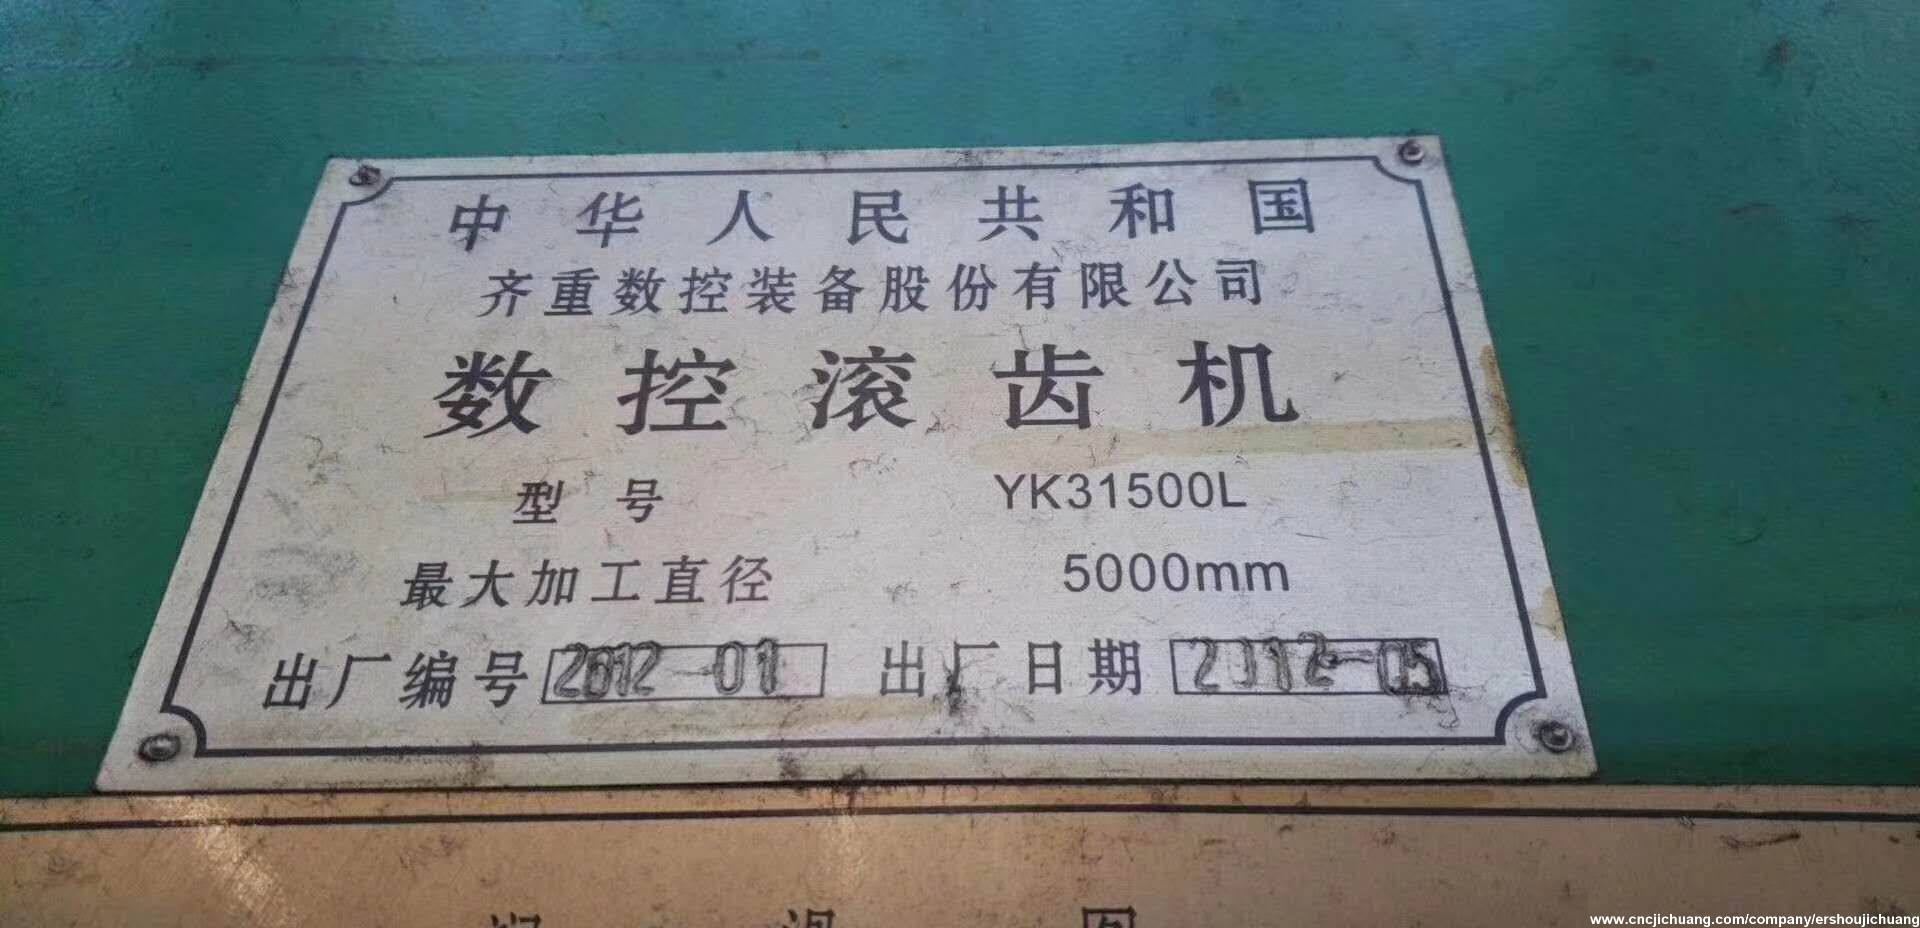 中华人民共和国
齐重数控装备股份有限公司
数控滚齿机
型号 YK31500L
最大加工直径 5000mm
出厂编号 2012-01 出厂日期 2012-05
www.cncjichuang.com/company/ershoujichuang